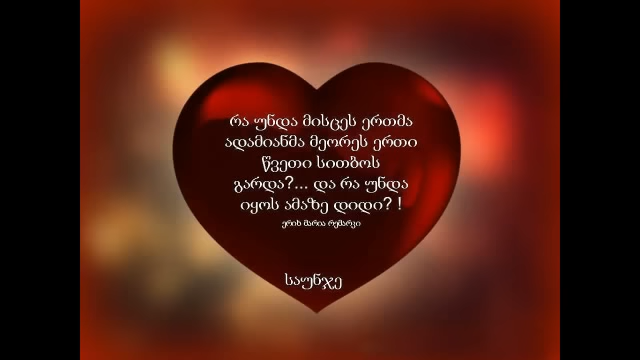 რა უნდა მისცეს ერთმა
ადამიანმა მეორეს ერთი
წვეთი სითბოს
გარდა?... და რა უნდა
იყოს ამაზე დიდი? !
ერიხ მარია რემარკი
საუნჯე